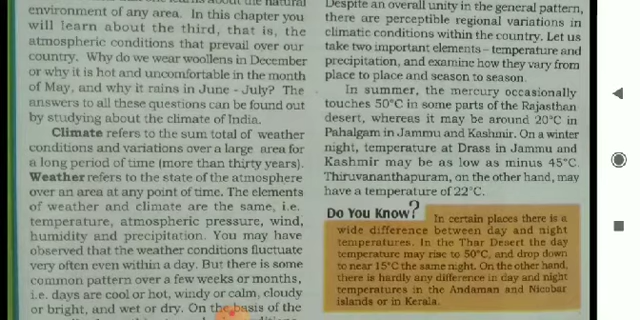 environment of any area. In this chapter you
will learn about the third, that is, the
atmospheric conditions that prevail over our
country. Why do we wear woollens in December
or why it is hot and uncomfortable in the month
of May, and why it rains in June - July? The
answers to all these questions can be found out
by studying about the climate of India.
Climate refers to the sum total of weather
conditions and variations over a large area for
a long period of time (more than thirty years).
Weather refers to the state of the atmosphere
over an area at any point of time. The elements
of weather and climate are the same, i.e.
temperature, atmospheric pressure, wind,
humidity and precipitation. You may have
observed that the weather conditions fluctuate
very often even within a day. But there is some
common pattern over a few weeks or months,
i.e. days are cool or hot, windy or calm, cloudy
or bright, and wet or dry. On the basis of the
Despite an overall unity in the general pattern,
there are perceptible regional variations in
climatic conditions within the country. Let us
take two important elements – temperature and
precipitation, and examine how they vary from
place to place and season to season.
In summer, the mercury occasionally
touches 50°C in some parts of the Rajasthan
desert, whereas it may be around 20°C in
Pahalgam in Jammu and Kashmir. On a winter
night, temperature at Drass in Jammu and
Kashmir may be as low as minus 45°C.
Thiruvananthapuram, on the other hand, may
have a temperature of 22°C.
Do You Know?
In certain places there is a
wide difference between day and night
temperatures. In the Thar Desert the day
temperature may rise to 50°C, and drop down
to near 15°C the same night. On the other hand,
there is hardly any difference in day and night
temperatures in the Andaman and Nicobar
islands or in Kerala.